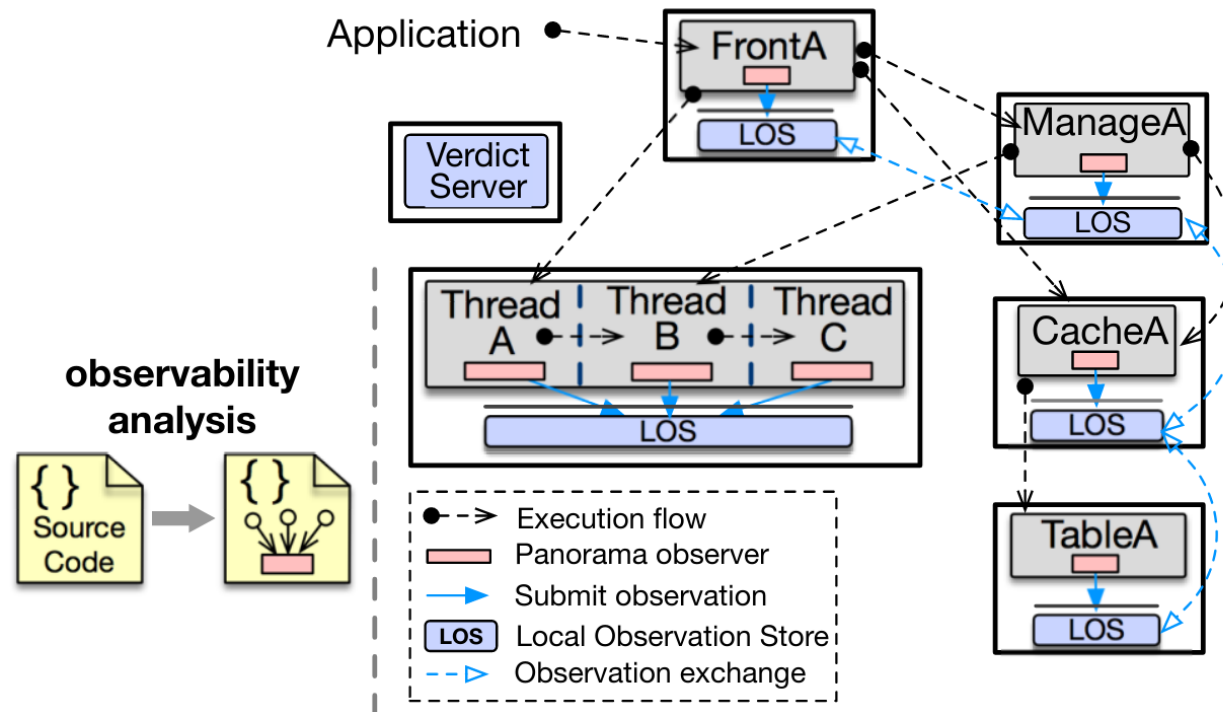 Application
FrontA
LOS
ManageA
LOS
Verdict
Server
Thread
A
Thread
B
Thread
C
LOS
CacheA
LOS
TableA
LOS
observability
analysis
{ }
Source
Code
{ }
Execution flow
Panorama observer
Submit observation
LOS Local Observation Store
Observation exchange